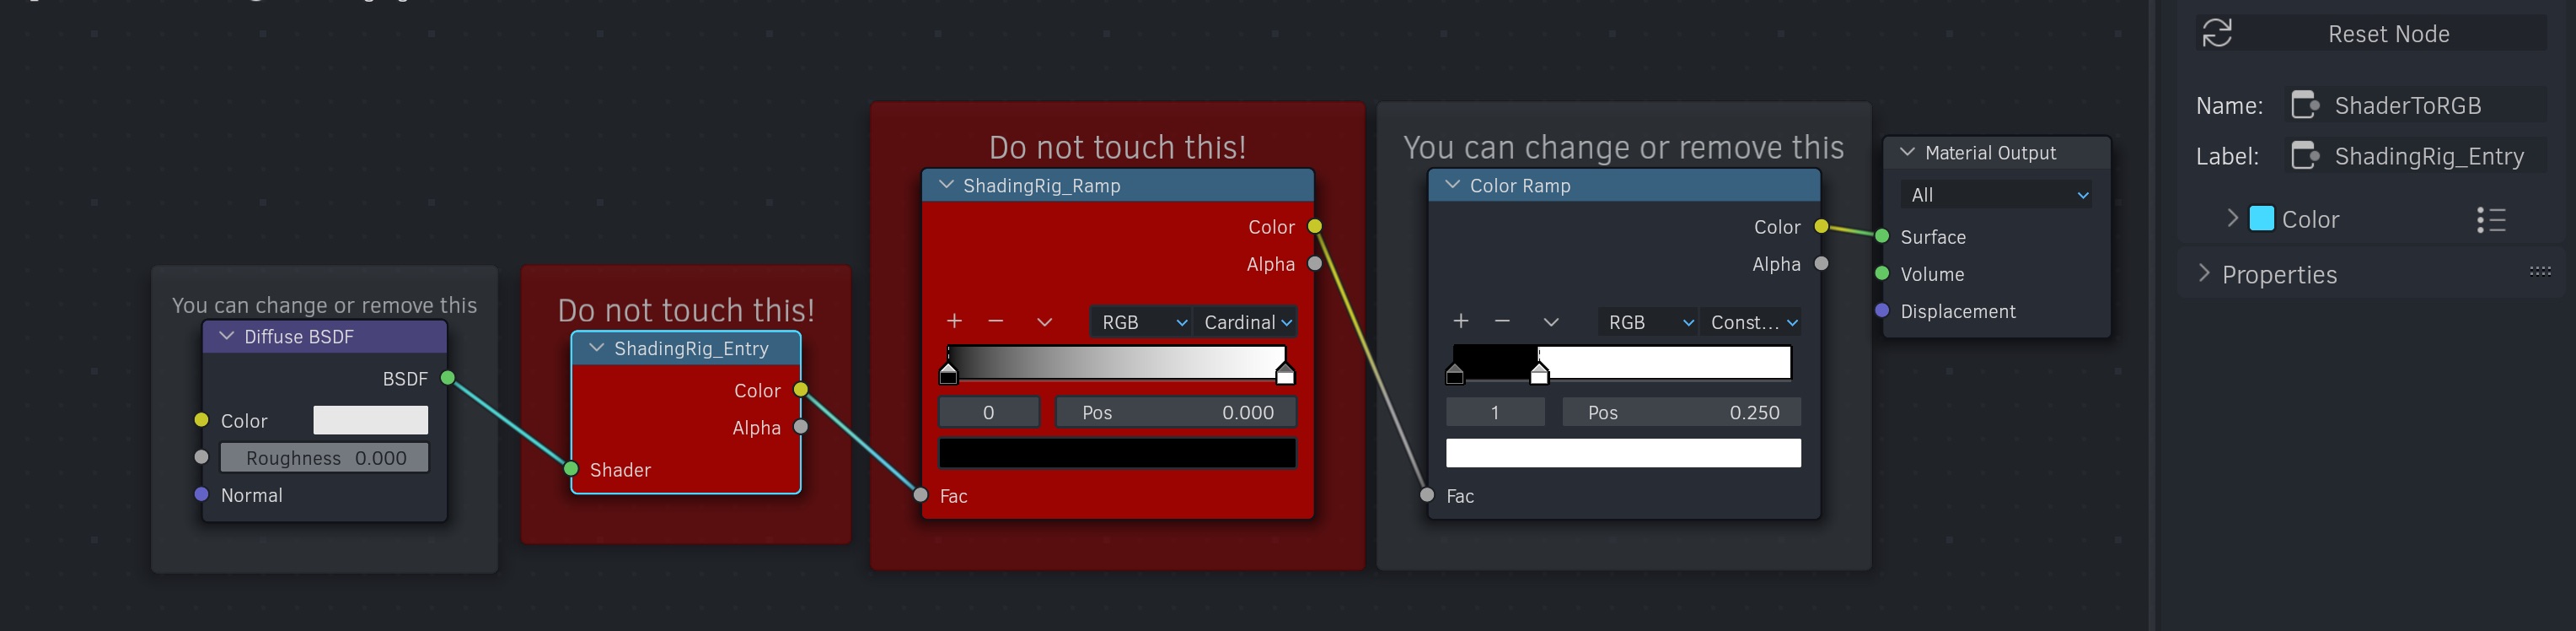 You can change or remove this
Diffuse BSDF
BSDF
Color
Roughness 0.000
Normal
Do not touch this!
ShadingRig_Entry
Color
Alpha
Shader
Do not touch this!
ShadingRig_Ramp
Color
Alpha
+ − RGB Cardinal
0 Pos 0.000
Fac
You can change or remove this
Color Ramp
Color
Alpha
+ − RGB Const...
1 Pos 0.250
Fac
Material Output
All
Surface
Volume
Displacement
Reset Node
Name: ShaderToRGB
Label: ShadingRig_Entry
Color
Properties